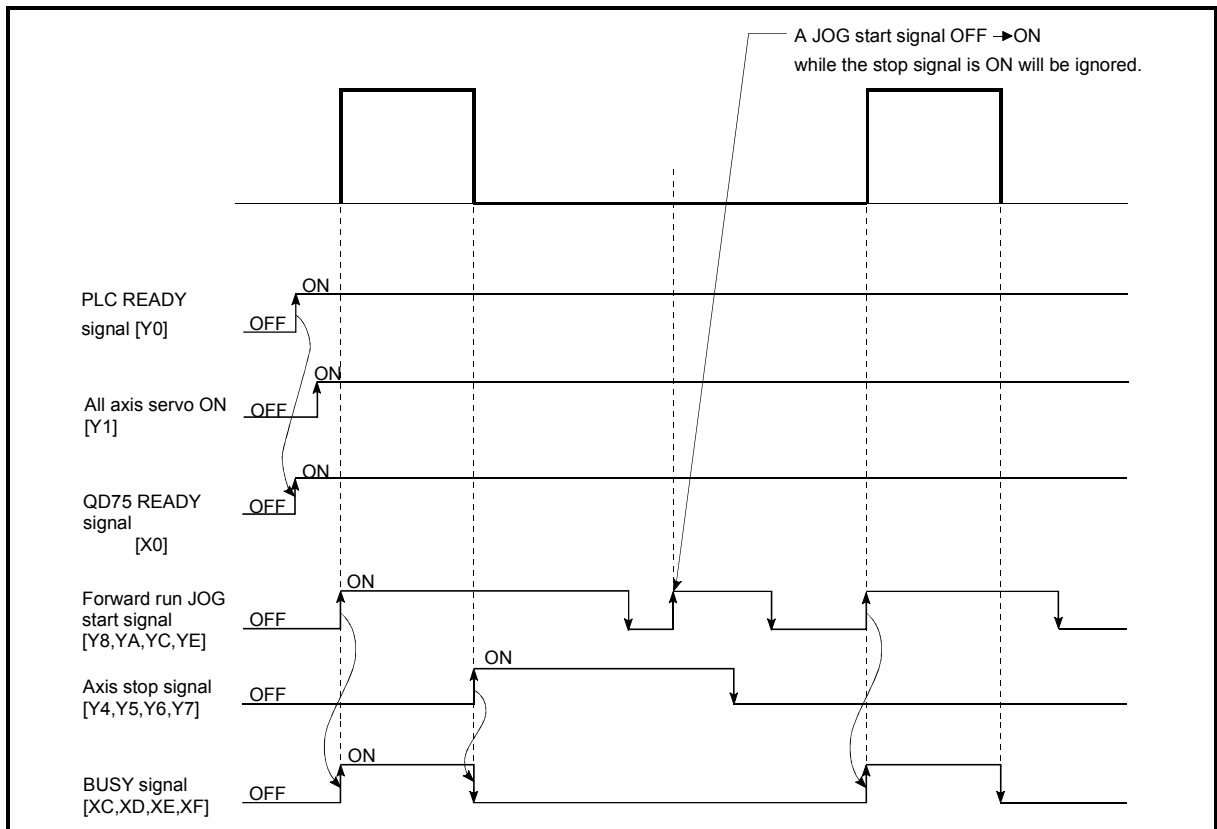 A JOG start signal OFF → ON
while the stop signal is ON will be ignored.
ON
PLC READY
signal [Y0]
OFF
ON
All axis servo ON
[Y1]
OFF
ON
QD75 READY
signal
[X0]
OFF
ON
Forward run JOG
start signal
[Y8,YA,YC,YE]
OFF
ON
Axis stop signal
[Y4,Y5,Y6,Y7]
OFF
ON
BUSY signal
[XC,XD,XE,XF]
OFF